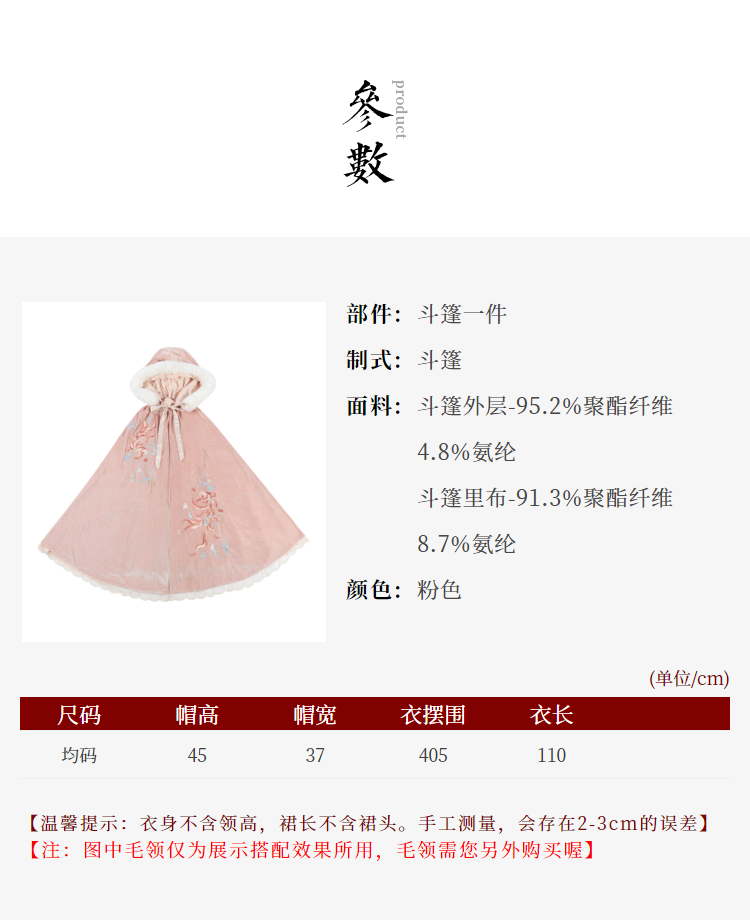 參數
product
部件：斗篷一件
制式：斗篷
面料：斗篷外层-95.2%聚酯纤维
4.8%氨纶
斗篷里布-91.3%聚酯纤维
8.7%氨纶
颜色：粉色
(单位/cm)
尺码 帽高 帽宽 衣摆围 衣长
均码 45 37 405 110
【温馨提示：衣身不含领高，裙长不含裙头。手工测量，会存在2-3cm的误差】
【注：图中毛领仅为展示搭配效果所用，毛领需您另外购买喔】